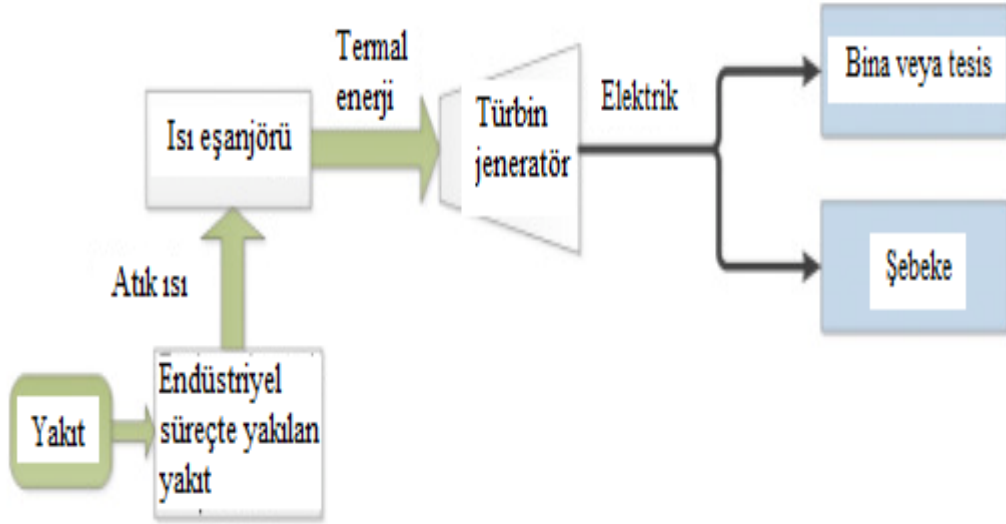 Termal
enerji
Isı eşanjörü
Türbin
jeneratör
Elektrik
Bina veya tesis
Şebeke
Atık ısı
Yakıt
Endüstriyel
süreçte yakılan
yakıt